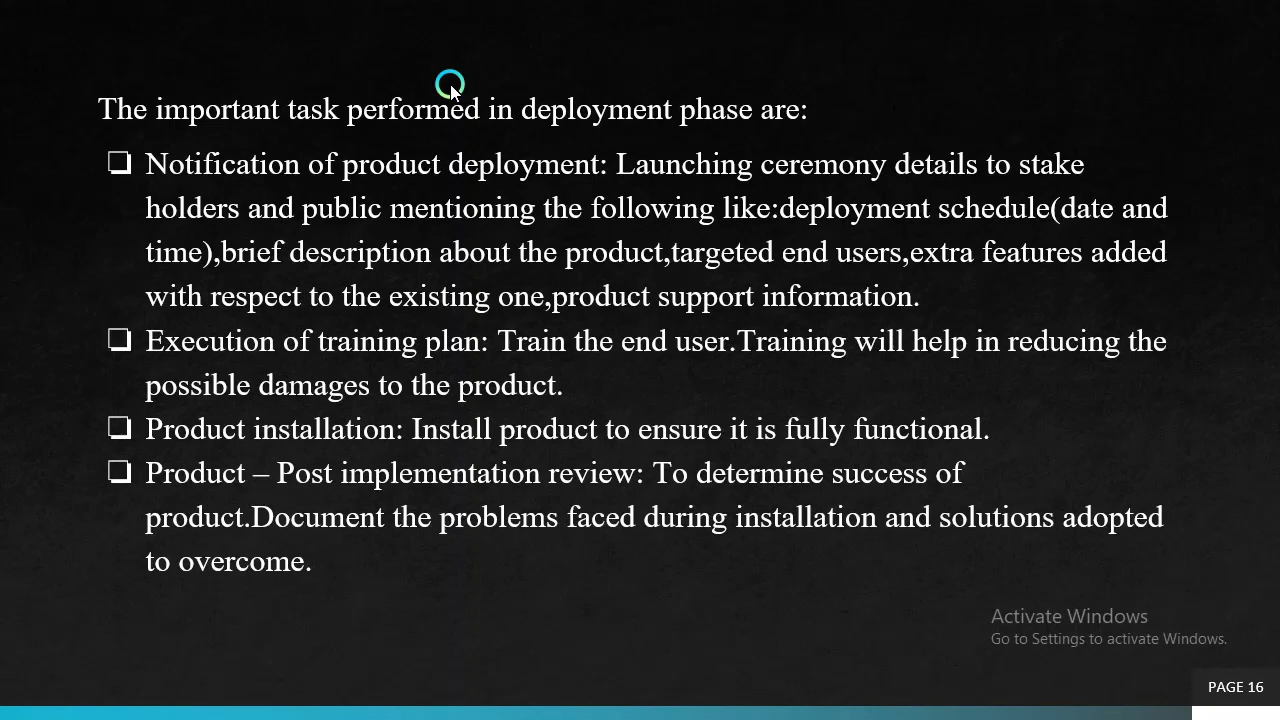 The important task performed in deployment phase are:
❑ Notification of product deployment: Launching ceremony details to stake
holders and public mentioning the following like:deployment schedule(date and
time),brief description about the product,targeted end users,extra features added
with respect to the existing one,product support information.
❑ Execution of training plan: Train the end user.Training will help in reducing the
possible damages to the product.
❑ Product installation: Install product to ensure it is fully functional.
❑ Product – Post implementation review: To determine success of
product.Document the problems faced during installation and solutions adopted
to overcome.
Activate Windows
Go to Settings to activate Windows.
PAGE 16